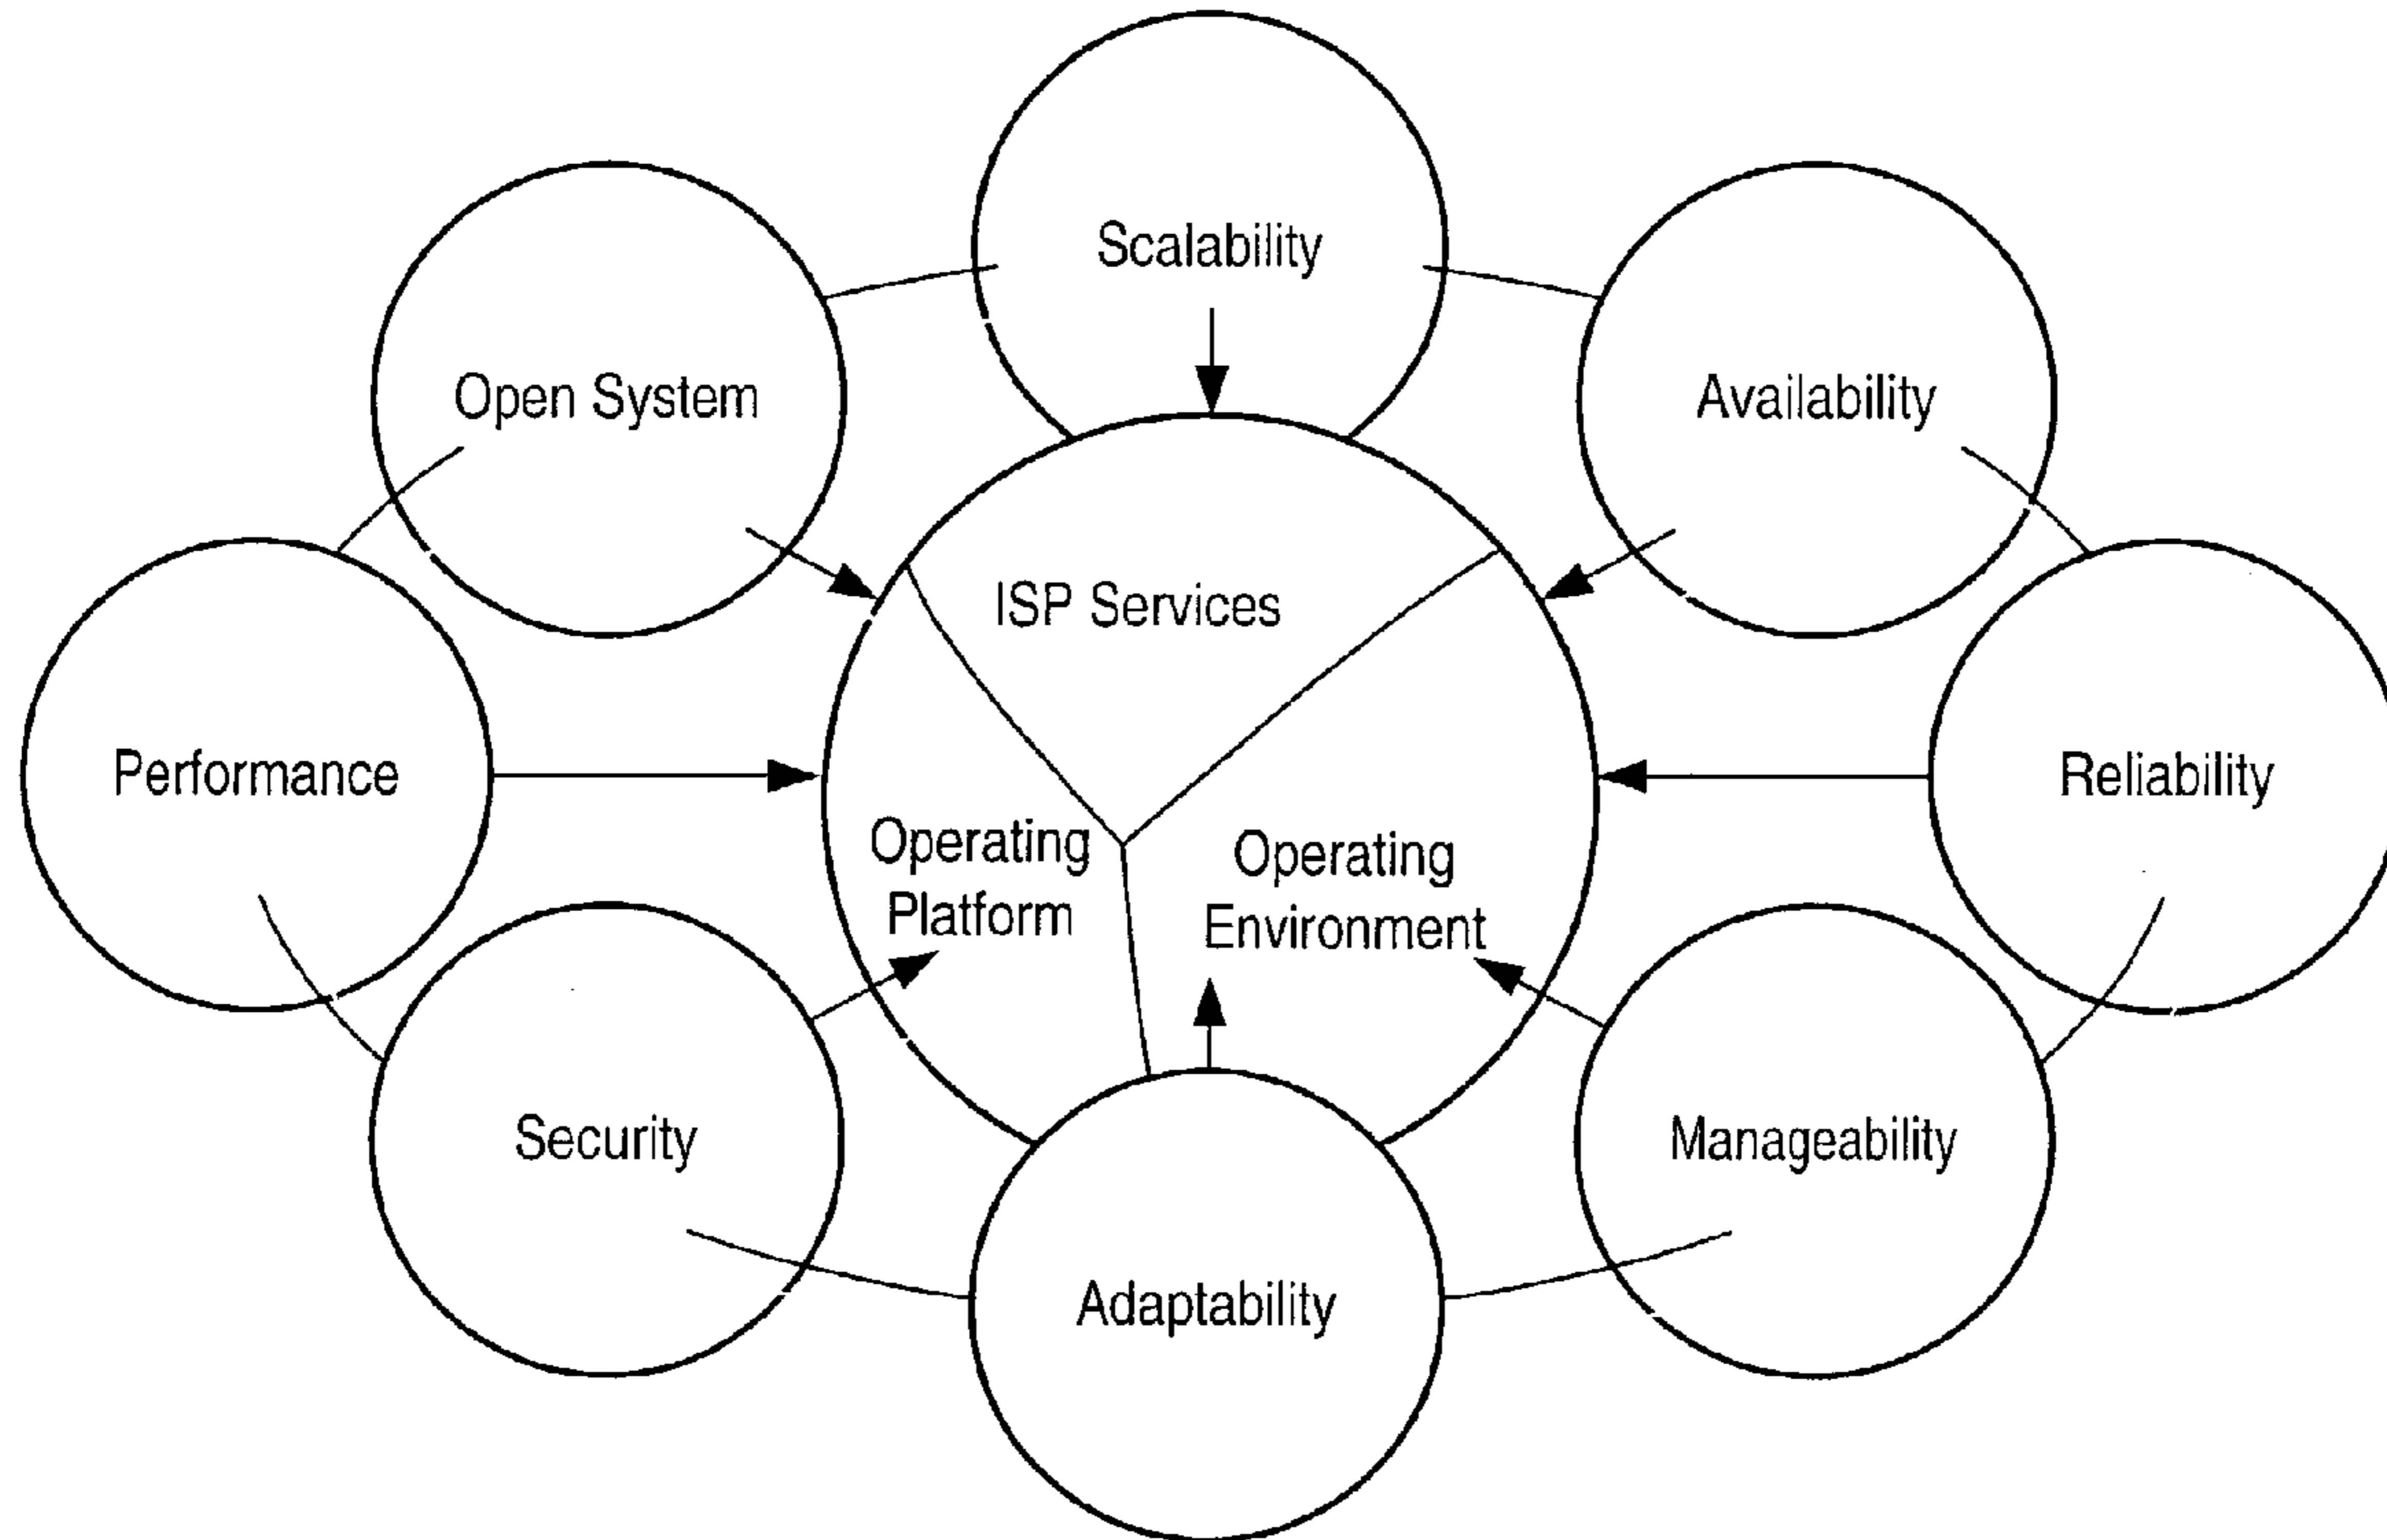 Scalability
Open System
Availability
ISP Services
Performance
Reliability
Operating
Platform
Operating
Environment
Security
Manageability
Adaptability